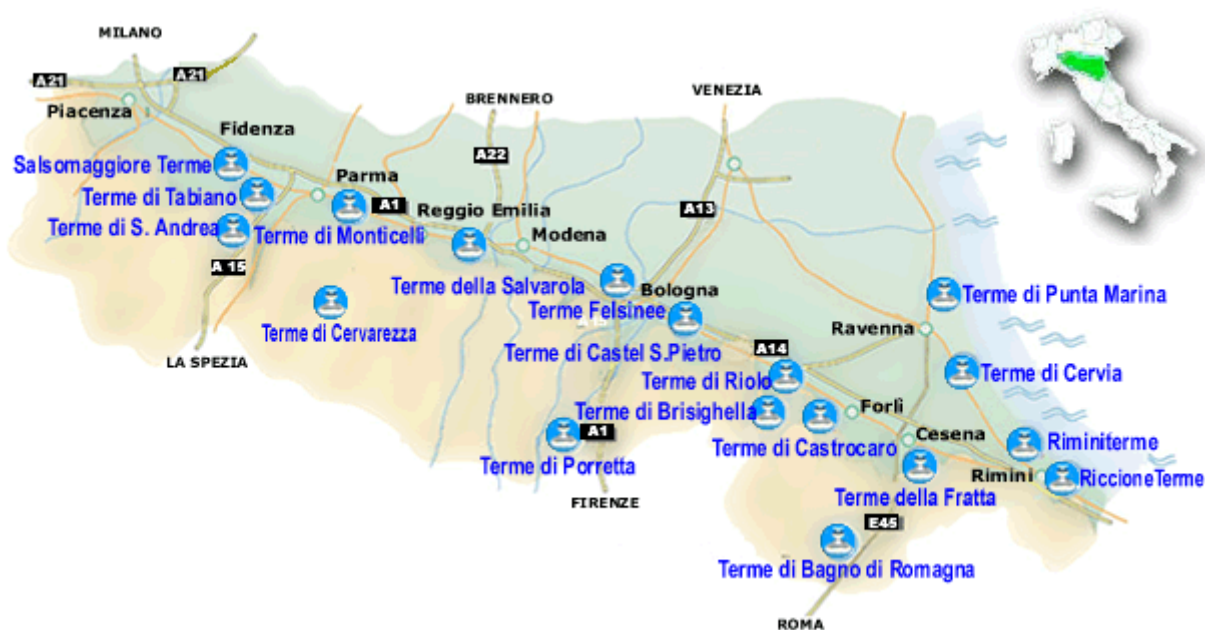 MILANO
A21
A21
Piacenza
BRENNERO
VENEZIA
Fidenza
Salsomaggiore Terme
A22
Parma
Terme di Tabiano
A1
A13
Reggio Emilia
Terme di S. Andrea
Terme di Monticelli
Modena
A 15
Terme della Salvarola
Bologna
Terme di Punta Marina
Terme Felsinee
Terme di Cervarezza
Ravenna
A14
Terme di Castel S.Pietro
LA SPEZIA
Terme di Riolo
Terme di Cervia
Terme di Brisighella
Forlì
A1
Cesena
Riminiterme
Terme di Castrocaro
Terme di Porretta
Rimini
RiccioneTerme
Terme della Fratta
FIRENZE
E45
Terme di Bagno di Romagna
ROMA